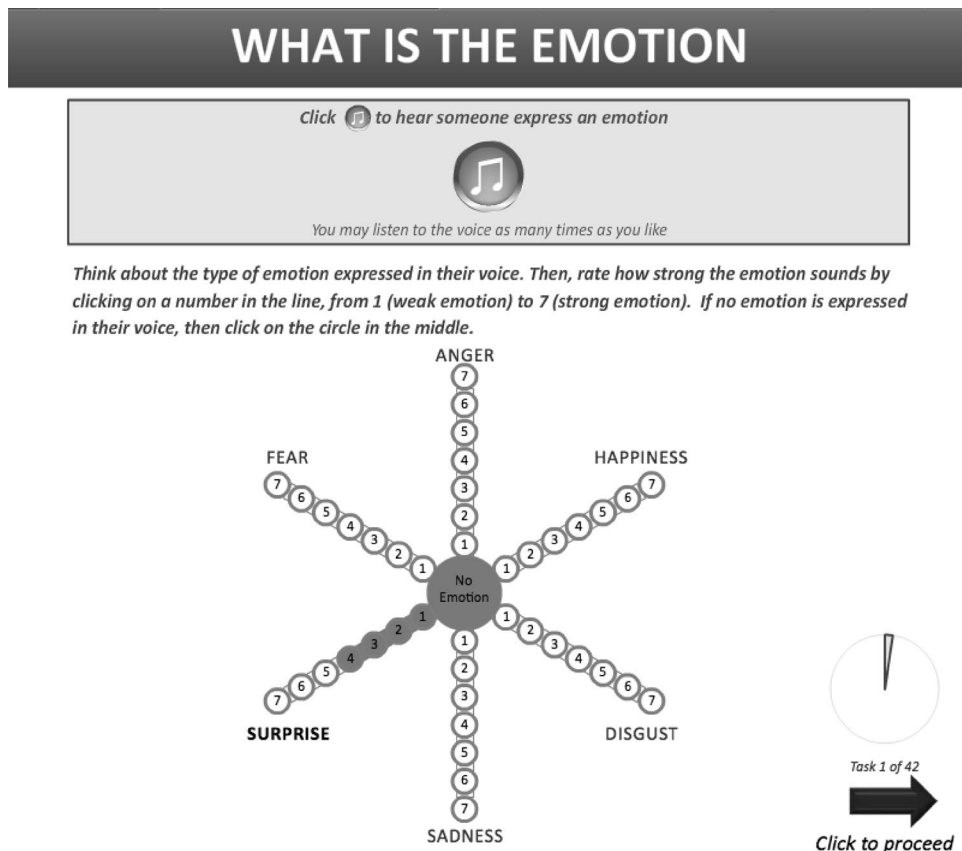 WHAT IS THE EMOTION
Click to hear someone express an emotion
You may listen to the voice as many times as you like
Think about the type of emotion expressed in their voice. Then, rate how strong the emotion sounds by
clicking on a number in the line, from 1 (weak emotion) to 7 (strong emotion). If no emotion is expressed
in their voice, then click on the circle in the middle.
ANGER
7
6
5
4
3
2
1
FEAR
7 6 5 4 3 2 1
HAPPINESS
1 2 3 4 5 6 7
No
Emotion
SURPRISE
7 6 5 4 3 2 1
DISGUST
1 2 3 4 5 6 7
1
2
3
4
5
6
7
SADNESS
Task 1 of 42
Click to proceed